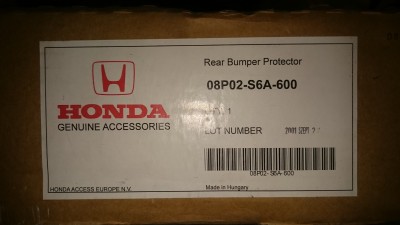 Rear Bumper Protector
08P02-S6A-600
HONDA
GENUINE ACCESSORIES
1
LOT NUMBER
08P02-S6A-600
HONDA ACCESS EUROPE N.V.
Made in Hungary